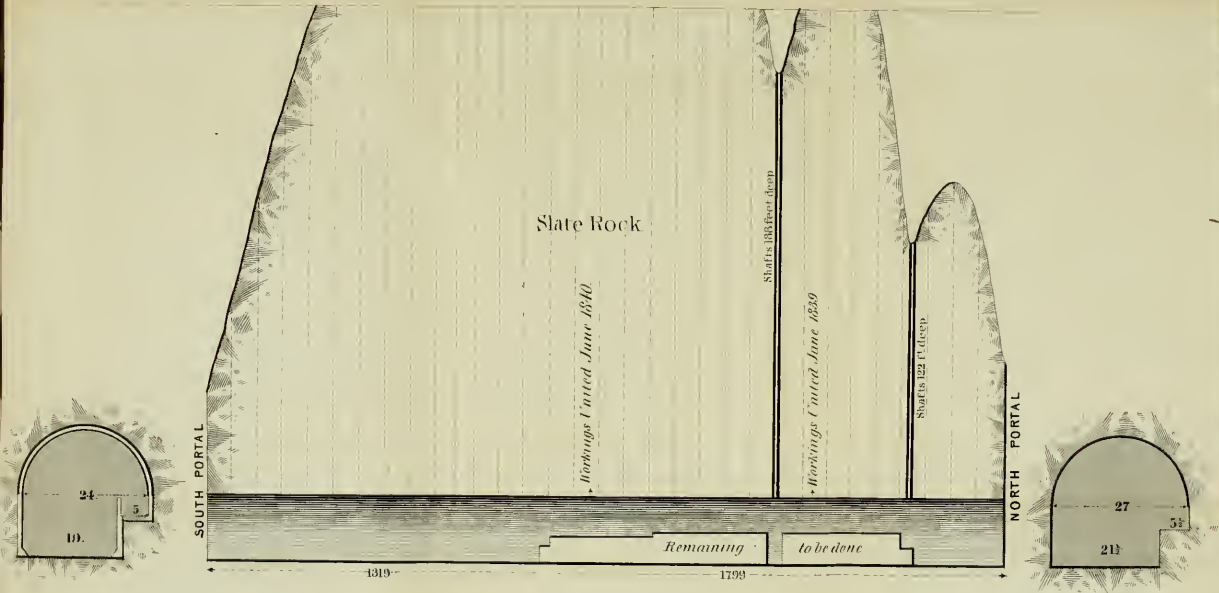 Slate Rock
Workings United June 1840.
Shafts 188 feet deep
Workings United June 1839
Shafts 122 ft deep
SOUTH PORTAL
NORTH PORTAL
24
5
19.
27
5½
21½
Remaining
to be done
1319
1799